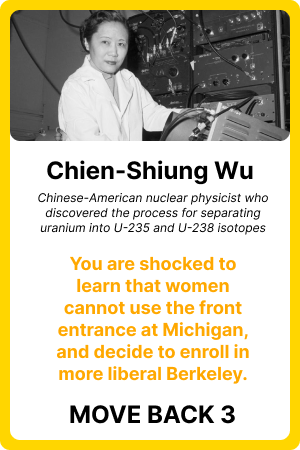 Chien-Shiung Wu
Chinese-American nuclear physicist who
discovered the process for separating
uranium into U-235 and U-238 isotopes
You are shocked to
learn that women
cannot use the front
entrance at Michigan,
and decide to enroll in
more liberal Berkeley.
MOVE BACK 3